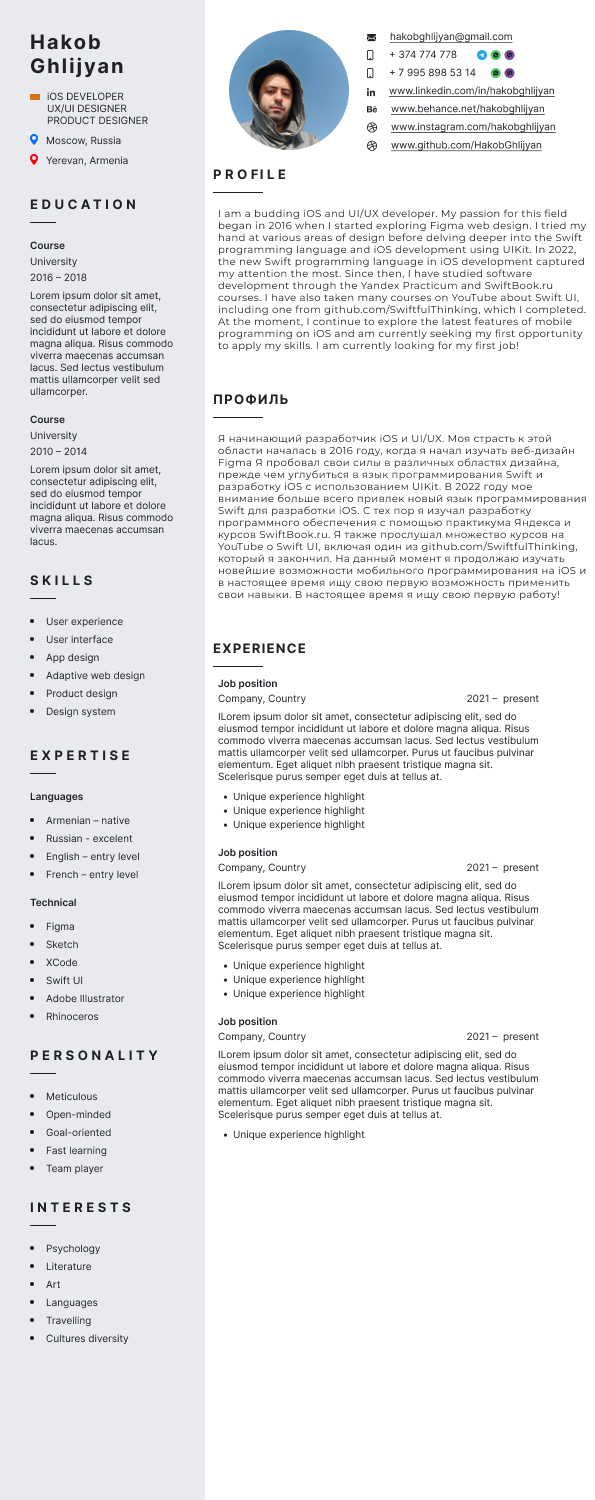 Hakob
Ghlijyan
iOS DEVELOPER
UX/UI DESIGNER
PRODUCT DESIGNER
Moscow, Russia
Yerevan, Armenia
EDUCATION
Course
University
2016 – 2018
Lorem ipsum dolor sit amet,
consectetur adipiscing elit,
sed do eiusmod tempor
incididunt ut labore et dolore
magna aliqua. Risus commodo
viverra maecenas accumsan
lacus. Sed lectus vestibulum
mattis ullamcorper velit sed
ullamcorper.
Course
University
2010 – 2014
Lorem ipsum dolor sit amet,
consectetur adipiscing elit,
sed do eiusmod tempor
incididunt ut labore et dolore
magna aliqua. Risus commodo
viverra maecenas accumsan
lacus.
SKILLS
User experience
User interface
App design
Adaptive web design
Product design
Design system
EXPERTISE
Languages
Armenian – native
Russian - excelent
English – entry level
French – entry level
Technical
Figma
Sketch
XCode
Swift UI
Adobe Illustrator
Rhinoceros
PERSONALITY
Meticulous
Open-minded
Goal-oriented
Fast learning
Team player
INTERESTS
Psychology
Literature
Art
Languages
Travelling
Cultures diversity
hakobghlijyan@gmail.com
+ 374 774 778
+ 7 995 898 53 14
in www.linkedin.com/in/hakobghlijyan
Bē www.behance.net/hakobghlijyan
www.instagram.com/hakobghlijyan
www.github.com/HakobGhlijyan
PROFILE
I am a budding iOS and UI/UX developer. My passion for this field
began in 2016 when I started exploring Figma web design. I tried my
hand at various areas of design before delving deeper into the Swift
programming language and iOS development using UIKit. In 2022,
the new Swift programming language in iOS development captured
my attention the most. Since then, I have studied software
development through the Yandex Practicum and SwiftBook.ru
courses. I have also taken many courses on YouTube about Swift UI,
including one from github.com/SwiftfulThinking, which I completed.
At the moment, I continue to explore the latest features of mobile
programming on iOS and am currently seeking my first opportunity
to apply my skills. I am currently looking for my first job!
ПРОФИЛЬ
Я начинающий разработчик iOS и UI/UX. Моя страсть к этой
области началась в 2016 году, когда я начал изучать веб-дизайн
Figma Я пробовал свои силы в различных областях дизайна,
прежде чем углубиться в язык программирования Swift и
разработку iOS с использованием UIKit. В 2022 году мое
внимание больше всего привлек новый язык программирования
Swift для разработки iOS. С тех пор я изучал разработку
программного обеспечения с помощью практикума Яндекса и
курсов SwiftBook.ru. Я также прослушал множество курсов на
YouTube о Swift UI, включая один из github.com/SwiftfulThinking,
который я закончил. На данный момент я продолжаю изучать
новейшие возможности мобильного программирования на iOS и
в настоящее время ищу свою первую возможность применить
свои навыки. В настоящее время я ищу свою первую работу!
EXPERIENCE
Job position
Company, Country 2021 – present
lLorem ipsum dolor sit amet, consectetur adipiscing elit, sed do
eiusmod tempor incididunt ut labore et dolore magna aliqua. Risus
commodo viverra maecenas accumsan lacus. Sed lectus vestibulum
mattis ullamcorper velit sed ullamcorper. Purus ut faucibus pulvinar
elementum. Eget aliquet nibh praesent tristique magna sit.
Scelerisque purus semper eget duis at tellus at.
• Unique experience highlight
• Unique experience highlight
• Unique experience highlight
Job position
Company, Country 2021 – present
lLorem ipsum dolor sit amet, consectetur adipiscing elit, sed do
eiusmod tempor incididunt ut labore et dolore magna aliqua. Risus
commodo viverra maecenas accumsan lacus. Sed lectus vestibulum
mattis ullamcorper velit sed ullamcorper. Purus ut faucibus pulvinar
elementum. Eget aliquet nibh praesent tristique magna sit.
Scelerisque purus semper eget duis at tellus at.
• Unique experience highlight
• Unique experience highlight
• Unique experience highlight
Job position
Company, Country 2021 – present
lLorem ipsum dolor sit amet, consectetur adipiscing elit, sed do
eiusmod tempor incididunt ut labore et dolore magna aliqua. Risus
commodo viverra maecenas accumsan lacus. Sed lectus vestibulum
mattis ullamcorper velit sed ullamcorper. Purus ut faucibus pulvinar
elementum. Eget aliquet nibh praesent tristique magna sit.
Scelerisque purus semper eget duis at tellus at.
• Unique experience highlight